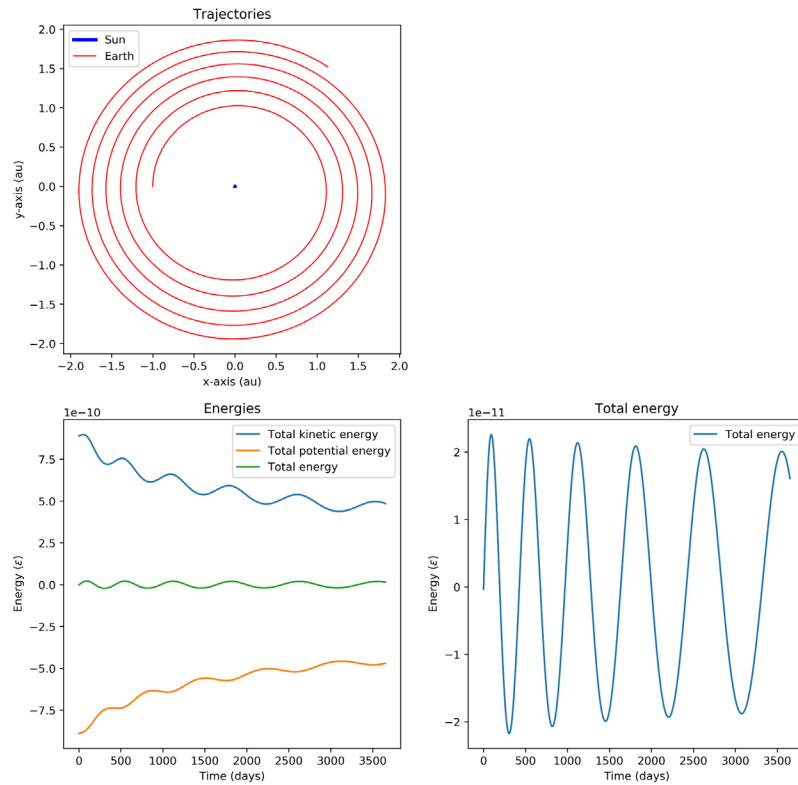 Trajectories
Sun
Earth
2.0
1.5
1.0
0.5
0.0
−0.5
−1.0
−1.5
−2.0
y-axis (au)
−2.0 −1.5 −1.0 −0.5 0.0 0.5 1.0 1.5 2.0
x-axis (au)
Energies
1e−10
Total kinetic energy
Total potential energy
Total energy
7.5
5.0
2.5
0.0
−2.5
−5.0
−7.5
Energy (ε)
0 500 1000 1500 2000 2500 3000 3500
Time (days)
Total energy
1e−11
Total energy
2
1
0
−1
−2
Energy (ε)
0 500 1000 1500 2000 2500 3000 3500
Time (days)